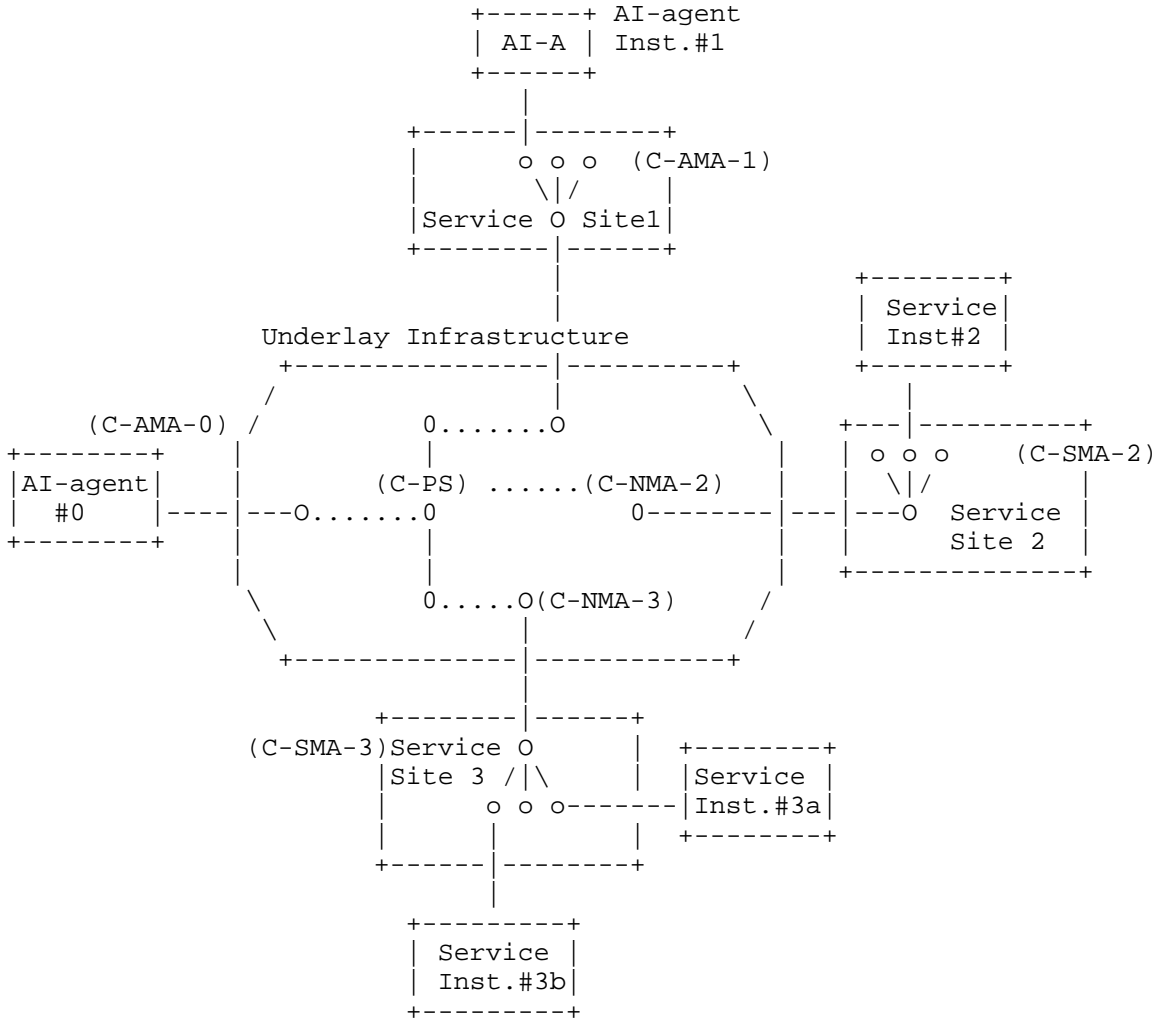 AI-agent
AI-A Inst.#1
o o o (C-AMA-1)
Service O Site1
Service
Underlay Infrastructure Inst#2
(C-AMA-0) 0.......O
o o o (C-SMA-2)
AI-agent (C-PS) ......(C-NMA-2)
#0 O.......0 0 O Service
Site 2
0.....O(C-NMA-3)
(C-SMA-3)Service O
Site 3 Service
o o o Inst.#3a
Service
Inst.#3b